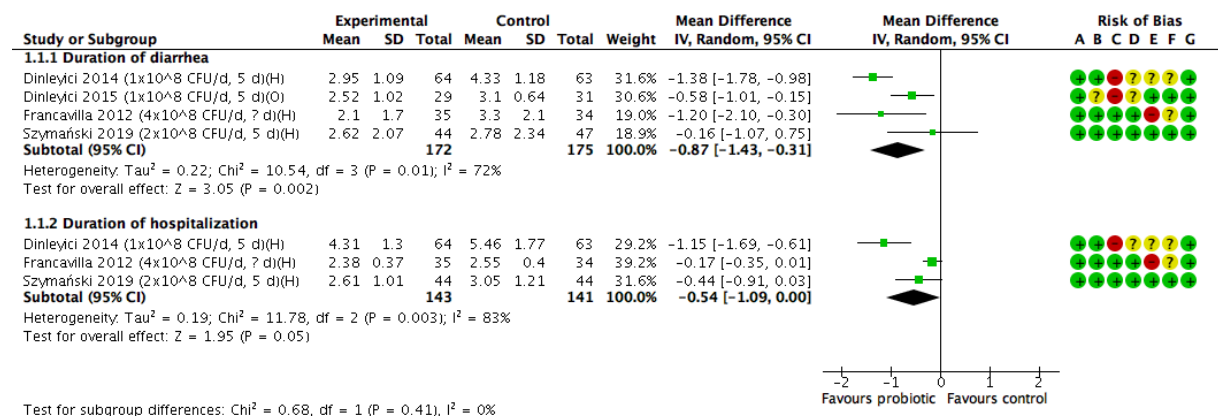 Experimental Control Mean Difference Mean Difference Risk of Bias
Study or Subgroup Mean SD Total Mean SD Total Weight IV, Random, 95% CI IV, Random, 95% CI A B C D E F G
1.1.1 Duration of diarrhea
Dinleyici 2014 (1x10^8 CFU/d, 5 d)(H) 2.95 1.09 64 4.33 1.18 63 31.6% −1.38 [−1.78, −0.98] + + − ? ? ? +
Dinleyici 2015 (1x10^8 CFU/d, 5 d)(O) 2.52 1.02 29 3.1 0.64 31 30.6% −0.58 [−1.01, −0.15] + ? − ? + + +
Francavilla 2012 (4x10^8 CFU/d, ? d)(H) 2.1 1.7 35 3.3 2.1 34 19.0% −1.20 [−2.10, −0.30] + + + + − ? +
Szymański 2019 (2x10^8 CFU/d, 5 d)(H) 2.62 2.07 44 2.78 2.34 47 18.9% −0.16 [−1.07, 0.75] + + + + + + +
Subtotal (95% CI) 172 175 100.0% −0.87 [−1.43, −0.31]
Heterogeneity: Tau² = 0.22; Chi² = 10.54, df = 3 (P = 0.01); I² = 72%
Test for overall effect: Z = 3.05 (P = 0.002)
1.1.2 Duration of hospitalization
Dinleyici 2014 (1x10^8 CFU/d, 5 d)(H) 4.31 1.3 64 5.46 1.77 63 29.2% −1.15 [−1.69, −0.61] + + − ? ? ? +
Francavilla 2012 (4x10^8 CFU/d, ? d)(H) 2.38 0.37 35 2.55 0.4 34 39.2% −0.17 [−0.35, 0.01] + + + + − ? +
Szymański 2019 (2x10^8 CFU/d, 5 d)(H) 2.61 1.01 44 3.05 1.21 44 31.6% −0.44 [−0.91, 0.03] + + + + + + +
Subtotal (95% CI) 143 141 100.0% −0.54 [−1.09, 0.00]
Heterogeneity: Tau² = 0.19; Chi² = 11.78, df = 2 (P = 0.003); I² = 83%
Test for overall effect: Z = 1.95 (P = 0.05)
−2 −1 0 1 2
Favours probiotic Favours control
Test for subgroup differences: Chi² = 0.68, df = 1 (P = 0.41), I² = 0%